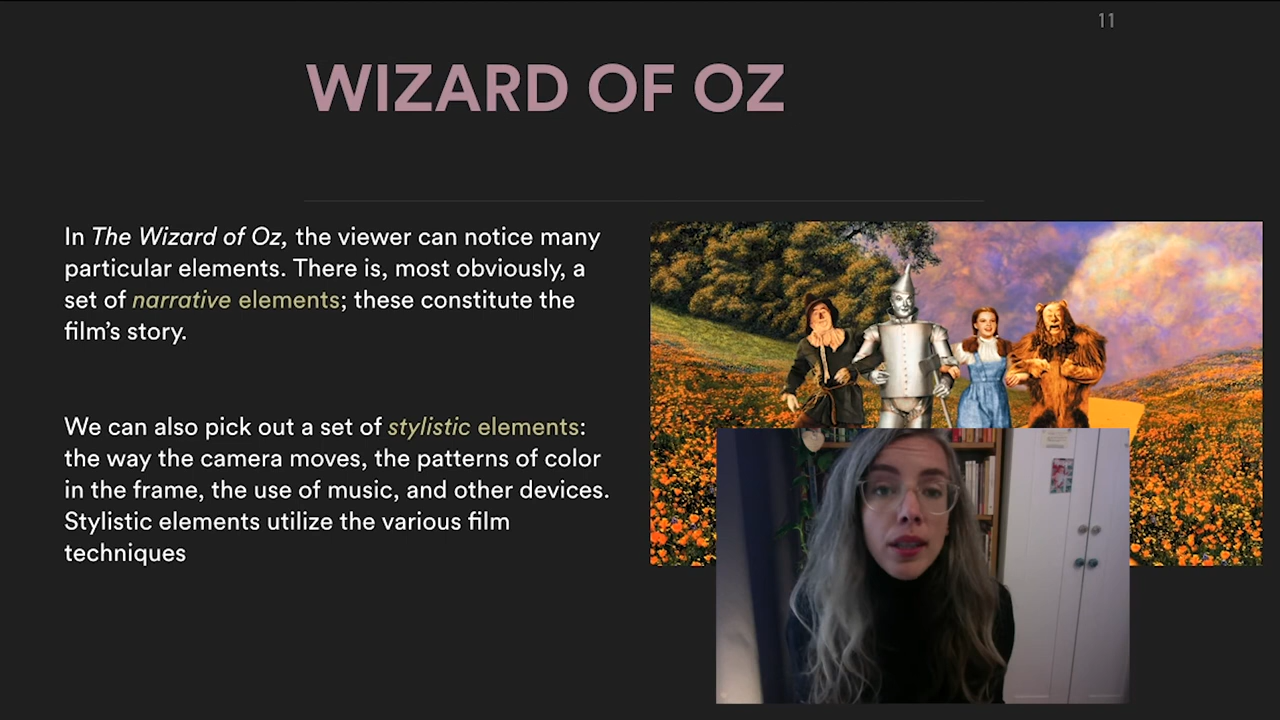 11
WIZARD OF OZ
In The Wizard of Oz, the viewer can notice many
particular elements. There is, most obviously, a
set of narrative elements; these constitute the
film’s story.
We can also pick out a set of stylistic elements:
the way the camera moves, the patterns of color
in the frame, the use of music, and other devices.
Stylistic elements utilize the various film
techniques